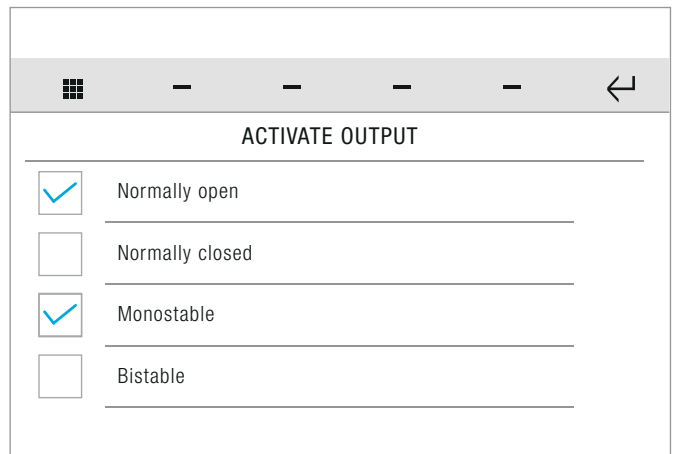 ACTIVATE OUTPUT
Normally open
Normally closed
Monostable
Bistable